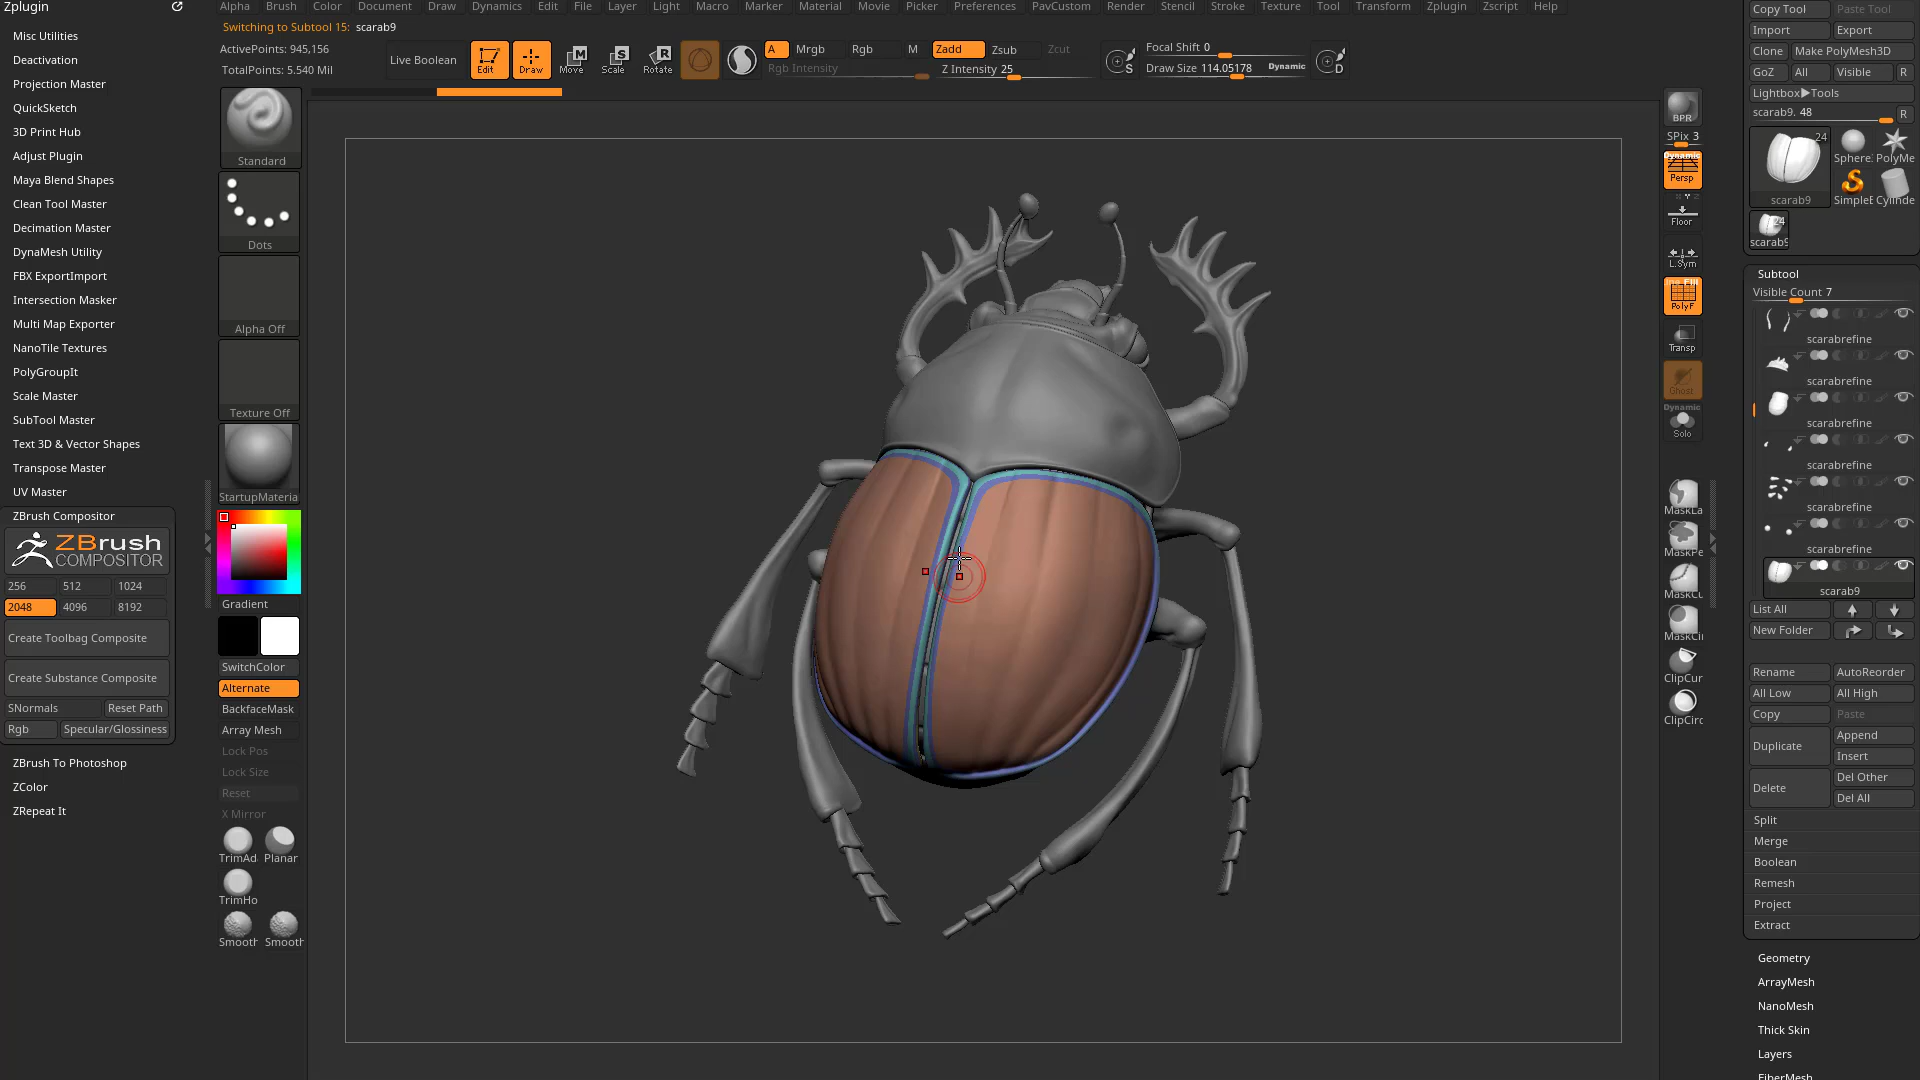 Zplugin
Alpha Brush Color Document Draw Dynamics Edit File Layer Light Macro Marker Material Movie Picker Preferences PavCustom Render Stencil Stroke Texture Tool Transform Zplugin Zscript Help
Switching to Subtool 15: scarab9
ActivePoints: 945,156
TotalPoints: 5.540 Mil
Live Boolean
Edit
Draw
Move
Scale
Rotate
A Mrgb Rgb M
Rgb Intensity
Zadd Zsub Zcut
Z Intensity 25
S
Focal Shift 0
Draw Size 114.05178 Dynamic
D
Misc Utilities
Deactivation
Projection Master
QuickSketch
3D Print Hub
Adjust Plugin
Maya Blend Shapes
Clean Tool Master
Decimation Master
DynaMesh Utility
FBX ExportImport
Intersection Masker
Multi Map Exporter
NanoTile Textures
PolyGroupIt
Scale Master
SubTool Master
Text 3D & Vector Shapes
Transpose Master
UV Master
ZBrush Compositor
ZBrush
COMPOSITOR
256 512 1024
2048 4096 8192
Create Toolbag Composite
Create Substance Composite
SNormals Reset Path
Rgb Specular/Glossiness
ZBrush To Photoshop
ZColor
ZRepeat It
Standard
Dots
Alpha Off
Texture Off
StartupMateria
Gradient
SwitchColor
Alternate
BackfaceMask
Array Mesh
Lock Pos
Lock Size
Reset
X Mirror
TrimAd Planar
TrimHo
Smooth Smooth
BPR
SPix 3
Dynamic
Persp
Floor
L.Sym
PolyF
Transp
Ghost
Dynamic
Solo
MaskLa
MaskPe
MaskCu
MaskCi
ClipCur
ClipCirc
Copy Tool Paste Tool
Import Export
Clone Make PolyMesh3D
GoZ All Visible R
Lightbox▶Tools
scarab9. 48 R
24
scarab9
Sphere PolyMe
SimpleB Cylinde
24
scarab9
Subtool
Visible Count 7
scarabrefine
scarabrefine
scarabrefine
scarabrefine
scarabrefine
scarabrefine
scarab9
List All
New Folder
Rename AutoReorder
All Low All High
Copy Paste
Duplicate Append
Insert
Delete Del Other
Del All
Split
Merge
Boolean
Remesh
Project
Extract
Geometry
ArrayMesh
NanoMesh
Thick Skin
Layers
FiberMesh